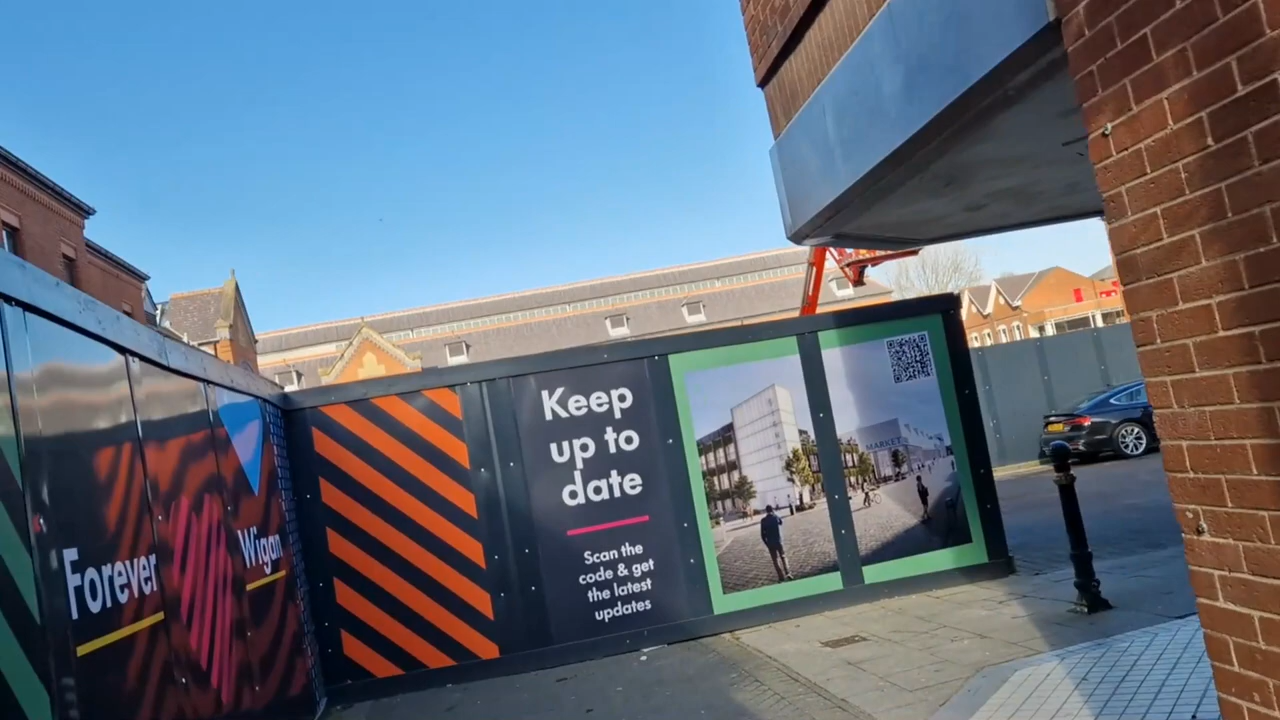 Forever
Wigan
Keep
up to
date
Scan the
code & get
the latest
updates
MARKET